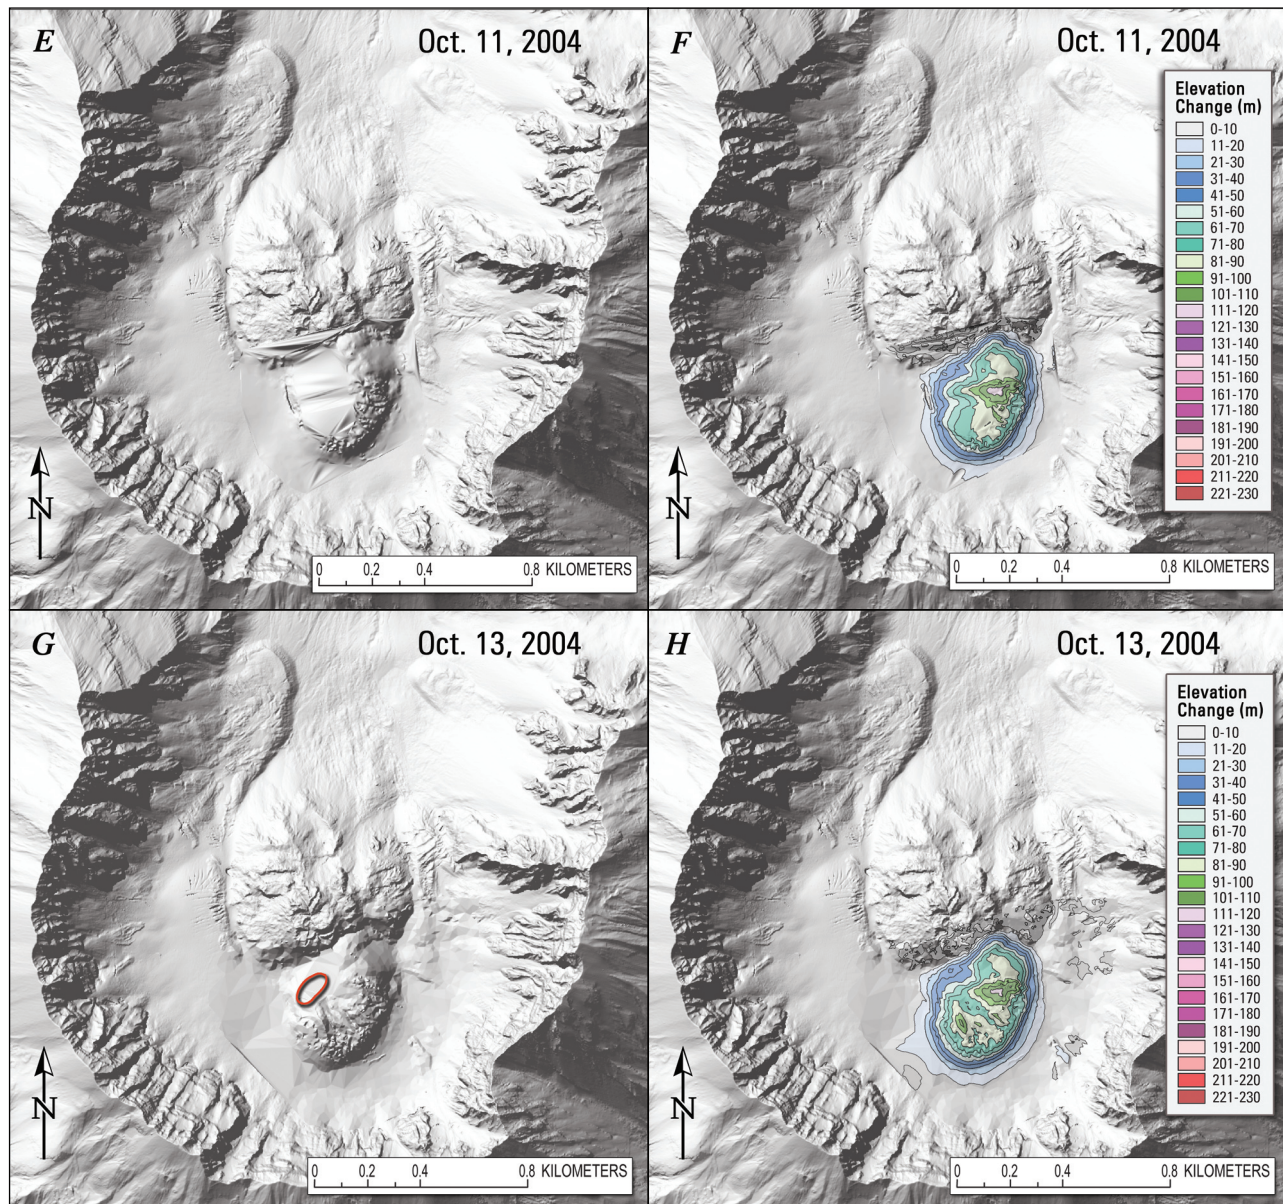 E
Oct. 11, 2004
N
0 0.2 0.4 0.8 KILOMETERS
F
Oct. 11, 2004
Elevation
Change (m)
0-10
11-20
21-30
31-40
41-50
51-60
61-70
71-80
81-90
91-100
101-110
111-120
121-130
131-140
141-150
151-160
161-170
171-180
181-190
191-200
201-210
211-220
221-230
N
0 0.2 0.4 0.8 KILOMETERS
G
Oct. 13, 2004
N
0 0.2 0.4 0.8 KILOMETERS
H
Oct. 13, 2004
Elevation
Change (m)
0-10
11-20
21-30
31-40
41-50
51-60
61-70
71-80
81-90
91-100
101-110
111-120
121-130
131-140
141-150
151-160
161-170
171-180
181-190
191-200
201-210
211-220
221-230
N
0 0.2 0.4 0.8 KILOMETERS